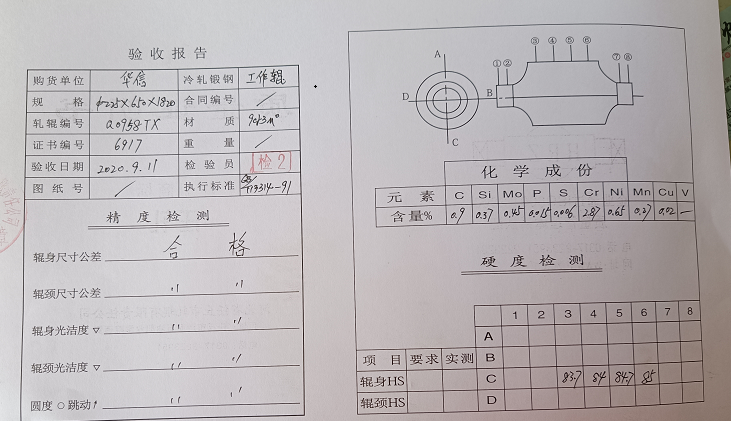 验收报告
购货单位 华信 冷轧锻钢 工作辊
规格 φ225×650×1820 合同编号 /
轧辊编号 a0958TX 材质 9Cr3Mo
证书编号 6917 重量 /
验收日期 2020.9.11 检验员 检2
图纸号 / 执行标准 GB/T13314-91
精度检测
辊身尺寸公差 合格
辊颈尺寸公差 〃 〃
辊身光洁度 ▽ 〃 〃
辊颈光洁度 ▽ 〃 〃
圆度 ○ 跳动 〃 〃
A
③ ④ ⑤ ⑥
① ②
⑦ ⑧
D
B
C
化学成份
元素 C Si Mo P S Cr Ni Mn Cu V
含量% 0.9 0.37 0.45 0.015 0.006 2.87 0.65 0.27 0.02 —
硬度检测
1 2 3 4 5 6 7 8
A
项目 要求 实测 B
辊身HS C 83.7 84 84.7 85
辊颈HS D